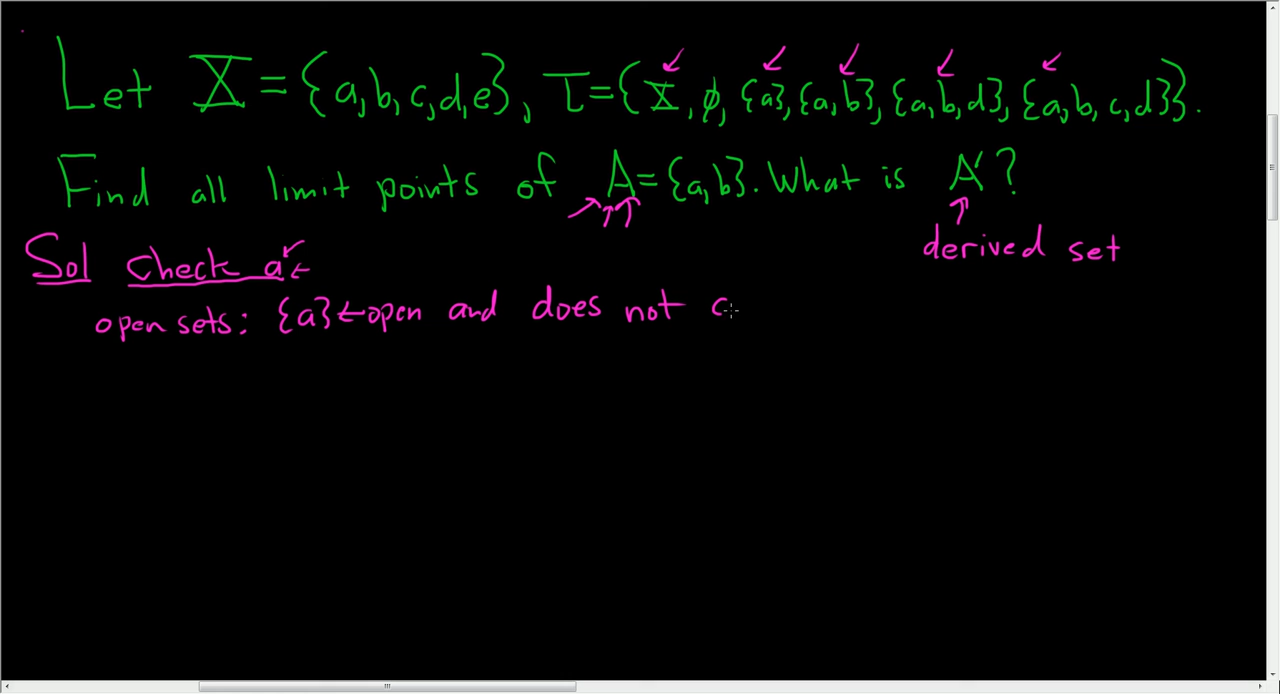 Let X = {a, b, c, d, e}, τ = {X, ϕ, {a}, {a, b}, {a, b, d}, {a, b, c, d}}.
Find all limit points of A = {a, b}. What is A'?
derived set
Sol Check a
open sets: {a} ← open and does not c